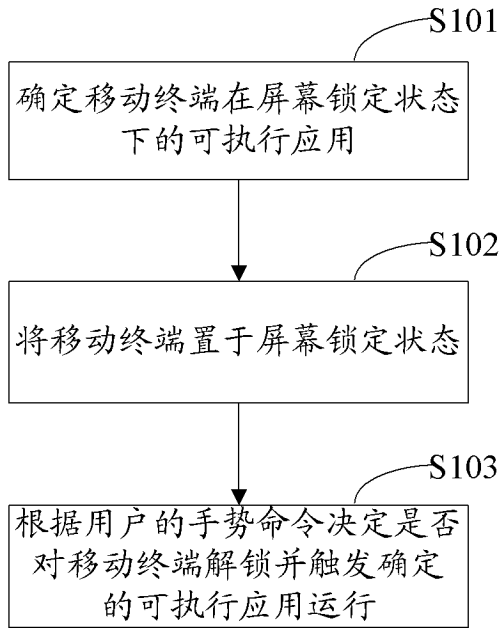 S101
确定移动终端在屏幕锁定状态
下的可执行应用
S102
将移动终端置于屏幕锁定状态
S103
根据用户的手势命令决定是否
对移动终端解锁并触发确定
的可执行应用运行